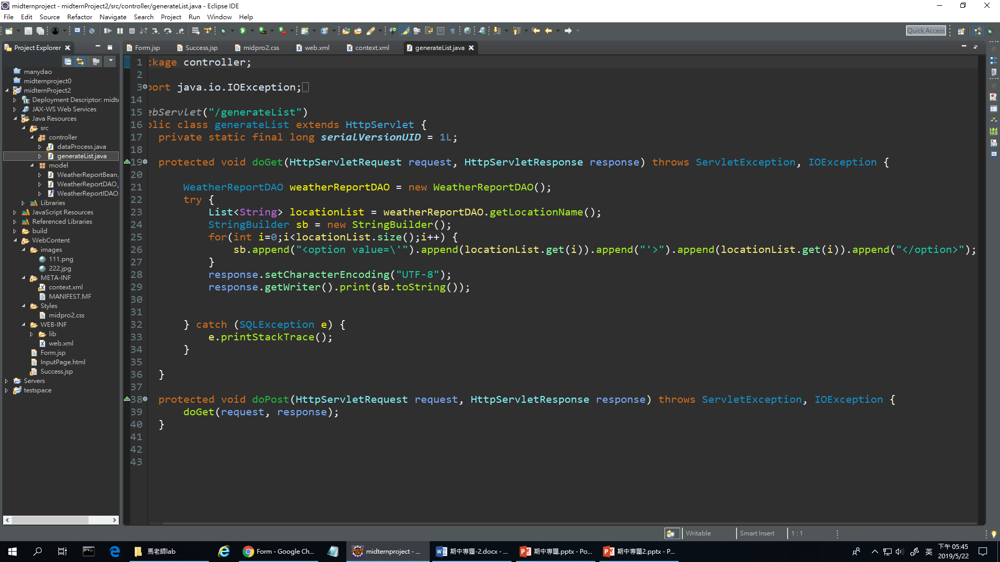 midternproject - midternProject2/src/controller/generateList.java - Eclipse IDE
File Edit Source Refactor Navigate Search Project Run Window Help
Quick Access
Project Explorer
Form.jsp Success.jsp midpro2.css web.xml context.xml generateList.java
manydao
midternproject0
midternProject2
Deployment Descriptor: midte
JAX-WS Web Services
Java Resources
src
controller
dataProcess.java
generateList.java
model
WeatherReportBean.
WeatherReportDAO.
WeatherReportIDAO
Libraries
JavaScript Resources
Referenced Libraries
build
WebContent
images
111.png
222.jpg
META-INF
context.xml
MANIFEST.MF
Styles
midpro2.css
WEB-INF
lib
web.xml
Form.jsp
InputPage.html
Success.jsp
Servers
testspace
1 ckage controller;
2
3 port java.io.IOException;
14
15 ebServlet("/generateList")
16 blic class generateList extends HttpServlet {
17 private static final long serialVersionUID = 1L;
18
19 protected void doGet(HttpServletRequest request, HttpServletResponse response) throws ServletException, IOException {
20
21 WeatherReportDAO weatherReportDAO = new WeatherReportDAO();
22 try {
23 List<String> locationList = weatherReportDAO.getLocationName();
24 StringBuilder sb = new StringBuilder();
25 for(int i=0;i<locationList.size();i++) {
26 sb.append("<option value=\'").append(locationList.get(i)).append("'>").append(locationList.get(i)).append("</option>");
27 }
28 response.setCharacterEncoding("UTF-8");
29 response.getWriter().print(sb.toString());
30
31
32 } catch (SQLException e) {
33 e.printStackTrace();
34 }
35
36 }
37
38 protected void doPost(HttpServletRequest request, HttpServletResponse response) throws ServletException, IOException {
39 doGet(request, response);
40 }
41
42
43
Writable Smart Insert 1 : 1
馬老師lab Form - Google Ch... midternproject - ... 期中專題-2.docx - ... 期中專題.pptx - Po... 期中專題2.pptx - P... 英 下午 05:45
2019/5/22